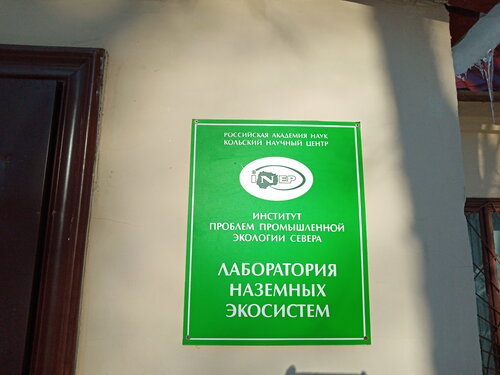 РОССИЙСКАЯ АКАДЕМИЯ НАУК
КОЛЬСКИЙ НАУЧНЫЙ ЦЕНТР
INEP
ИНСТИТУТ
ПРОБЛЕМ ПРОМЫШЛЕННОЙ
ЭКОЛОГИИ СЕВЕРА
ЛАБОРАТОРИЯ
НАЗЕМНЫХ
ЭКОСИСТЕМ